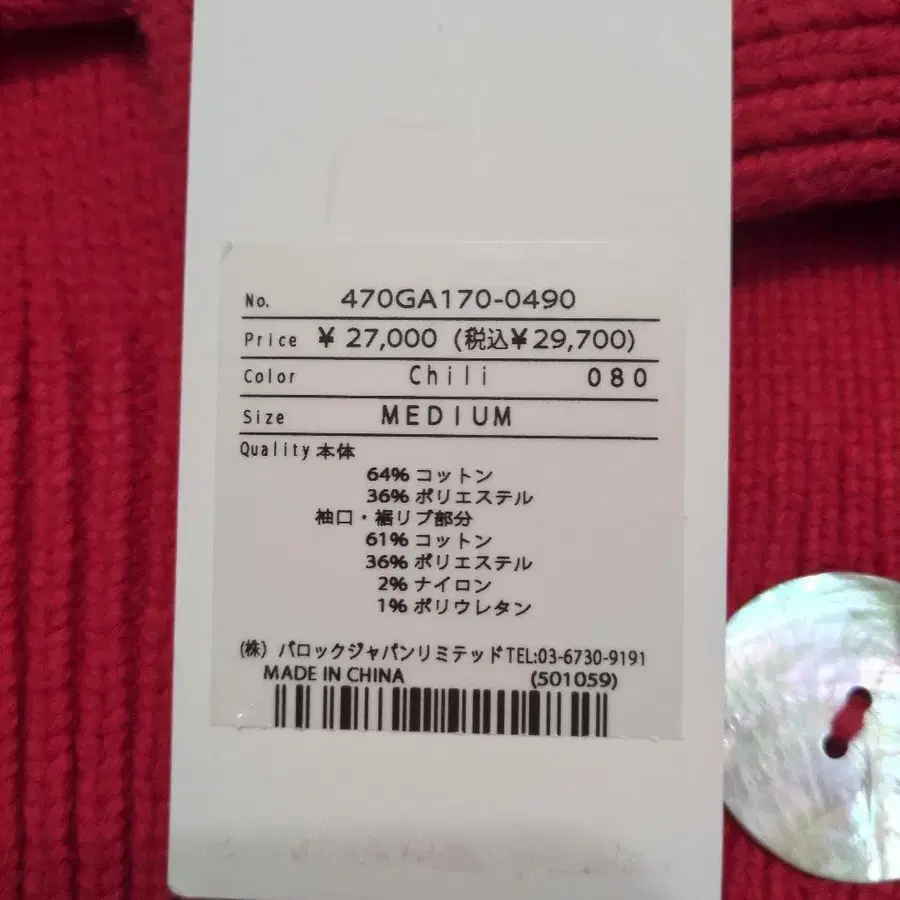 No. 470GA170-0490
Price ¥ 27,000 (税込¥29,700)
Color Chili 080
Size MEDIUM
Quality 本体
64% コットン
36% ポリエステル
袖口・裾リブ部分
61% コットン
36% ポリエステル
2% ナイロン
1% ポリウレタン
(株) バロックジャパンリミテッド TEL:03-6730-9191
MADE IN CHINA (501059)